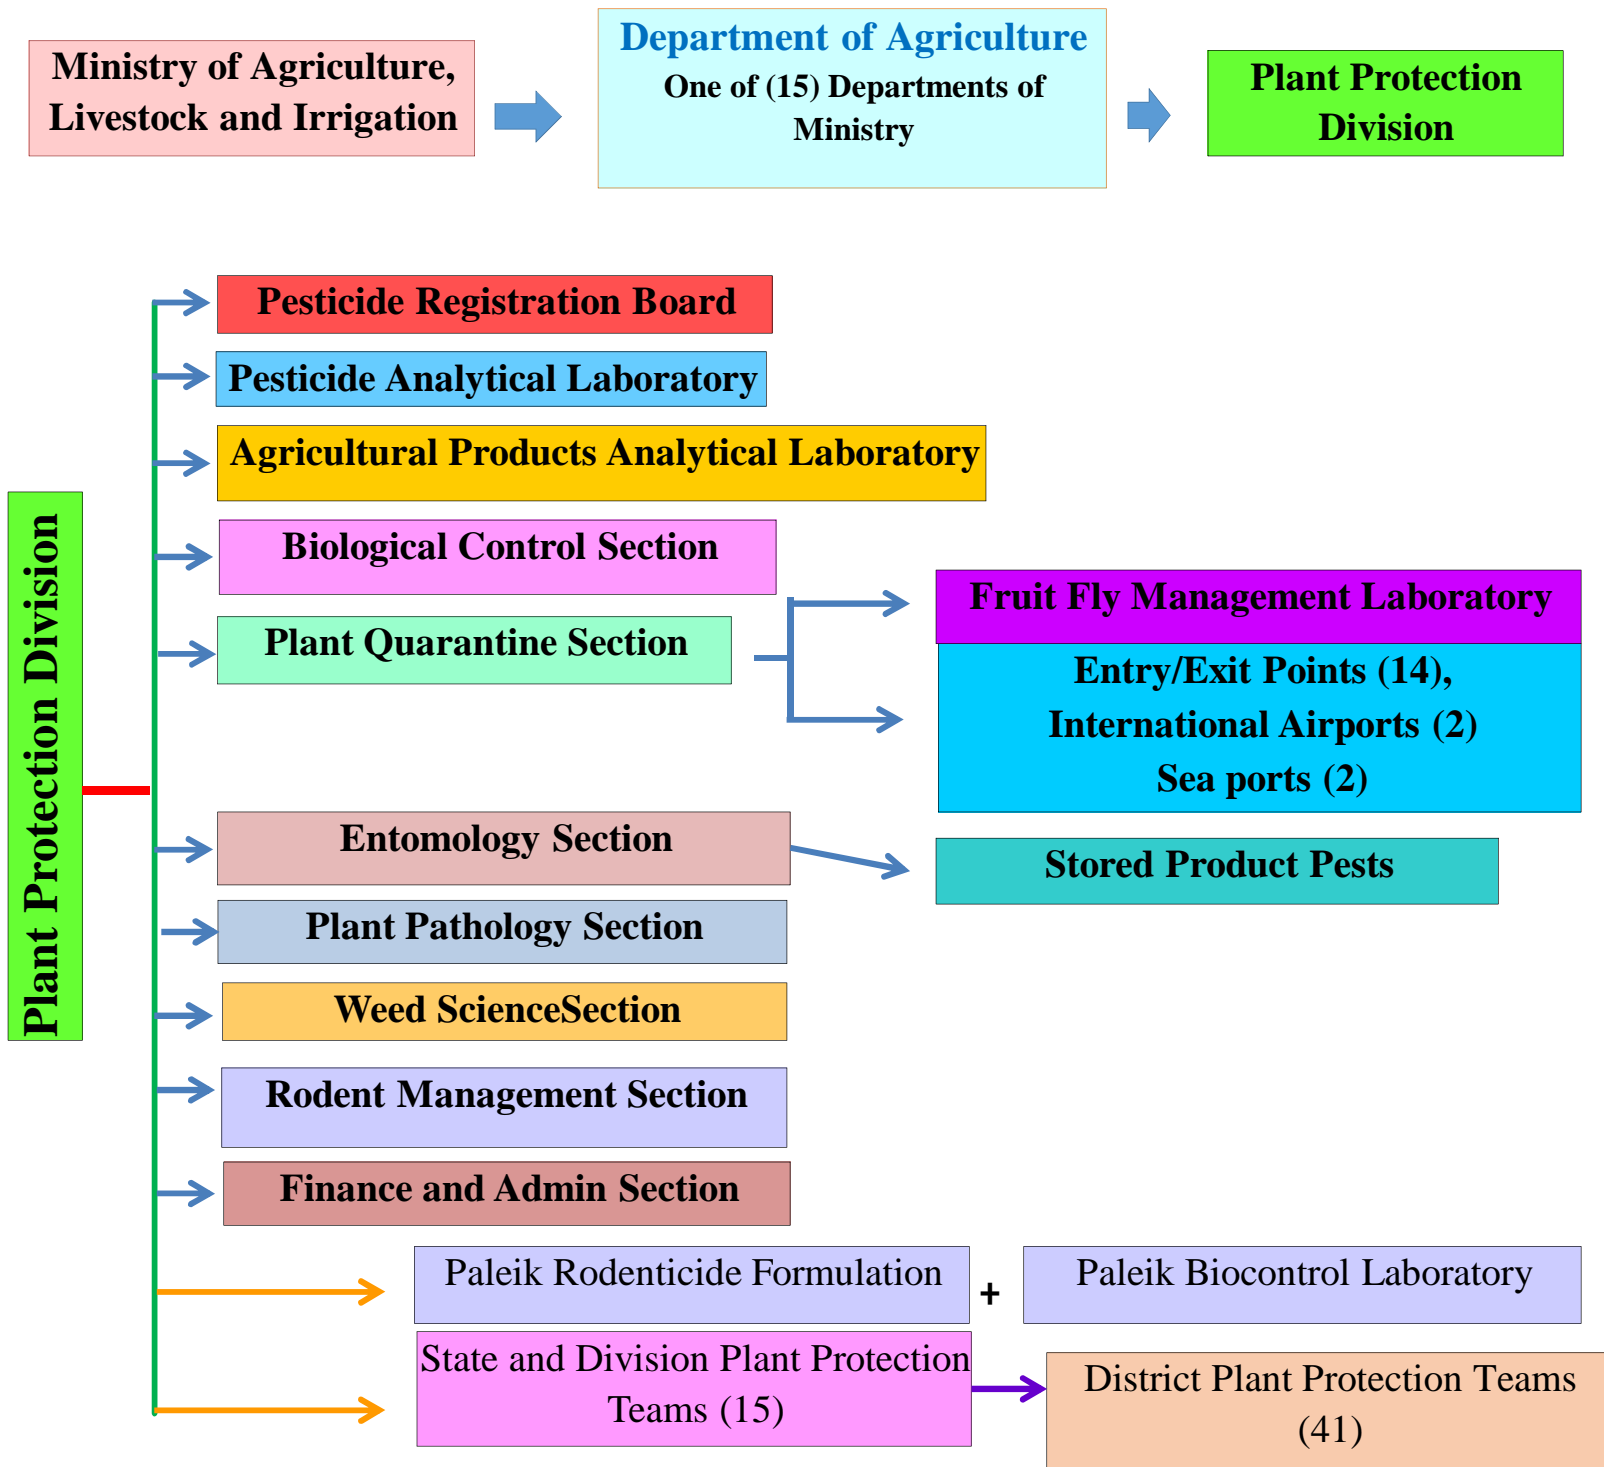 Ministry of Agriculture,
Livestock and Irrigation
Department of Agriculture
One of (15) Departments of
Ministry
Plant Protection
Division
Plant Protection Division
Pesticide Registration Board
Pesticide Analytical Laboratory
Agricultural Products Analytical Laboratory
Biological Control Section
Plant Quarantine Section
Fruit Fly Management Laboratory
Entry/Exit Points (14),
International Airports (2)
Sea ports (2)
Entomology Section
Stored Product Pests
Plant Pathology Section
Weed ScienceSection
Rodent Management Section
Finance and Admin Section
Paleik Rodenticide Formulation
+
Paleik Biocontrol Laboratory
State and Division Plant Protection
Teams (15)
District Plant Protection Teams
(41)